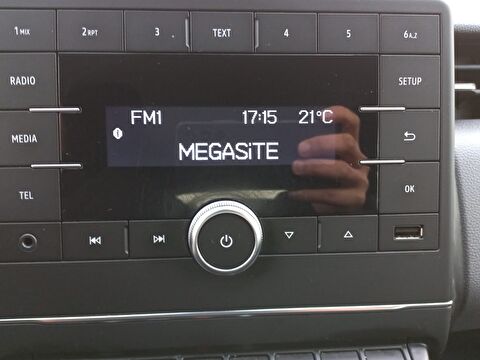 1 MIX 2 RPT 3 TEXT 4 5 6 A.Z
RADIO SETUP
FM1 17:15 21°C
MEDIA
MEGASiTE
TEL OK